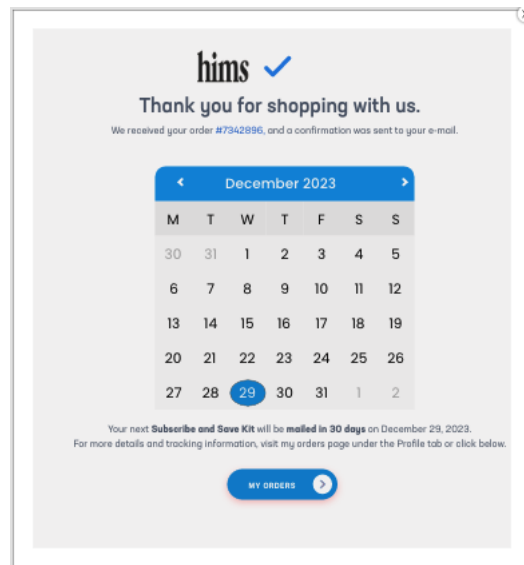 hims
Thank you for shopping with us.
We received your order #7342896, and a confirmation was sent to your e-mail.
December 2023
M T W T F S S
30 31 1 2 3 4 5
6 7 8 9 10 11 12
13 14 15 16 17 18 19
20 21 22 23 24 25 26
27 28 29 30 31 1 2
Your next Subscribe and Save Kit will be mailed in 30 days on December 29, 2023.
For more details and tracking information, visit my orders page under the Profile tab or click below.
MY ORDERS